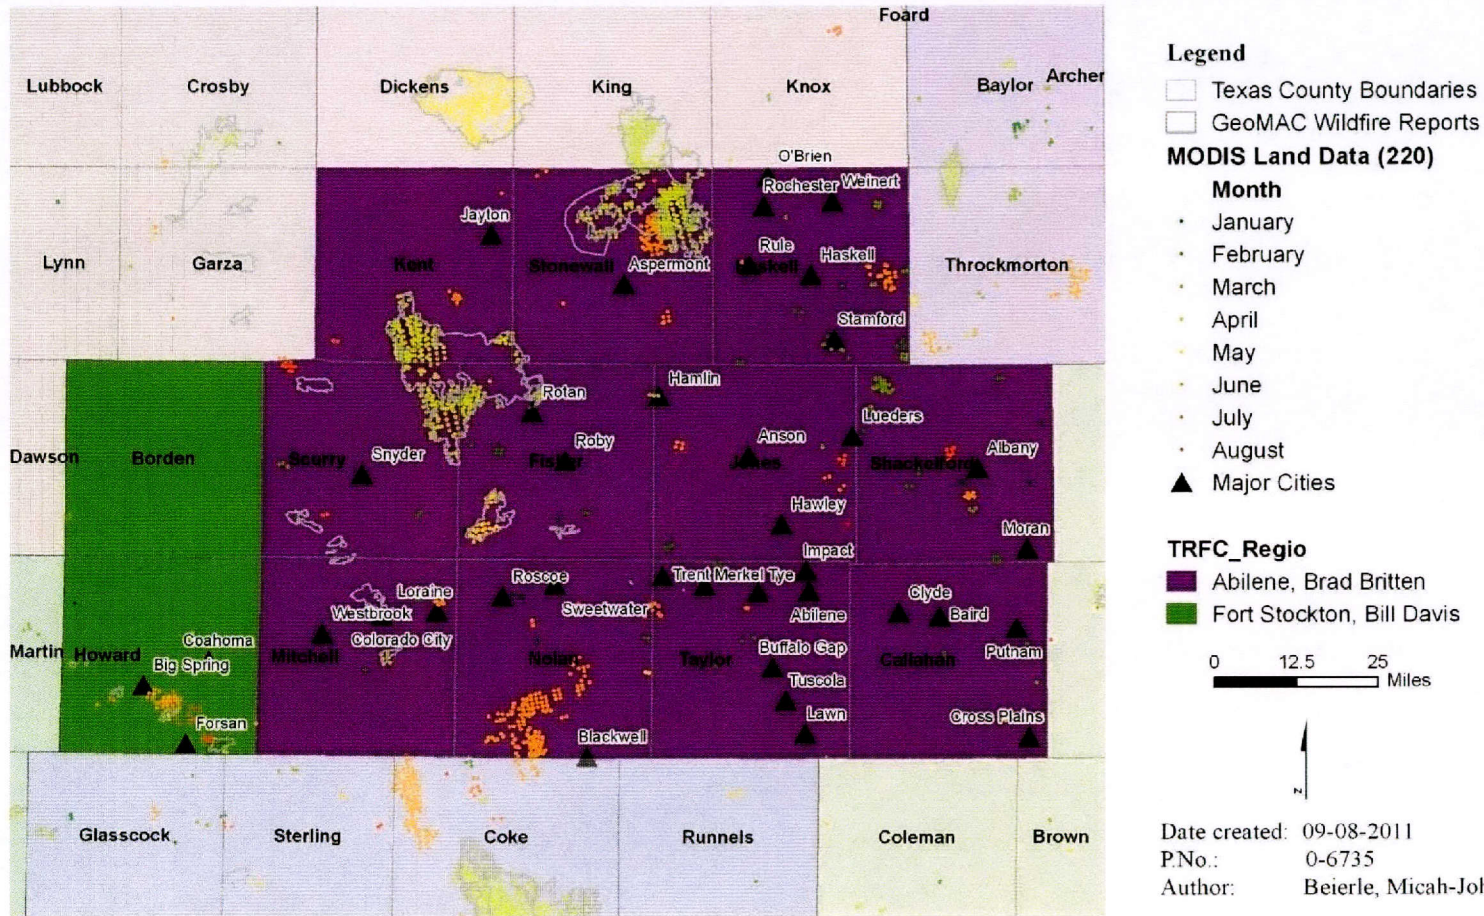 Foard
Lubbock
Crosby
Dickens
King
Knox
Baylor
Archer
O'Brien
Rochester
Weinert
Jayton
Lynn
Garza
Kent
Stonewall
Aspermont
Rule
Haskell
Haskell
Throckmorton
Stamford
Hamlin
Rotan
Lueders
Dawson
Borden
Scurry
Snyder
Roby
Fisher
Anson
Jones
Shackelford
Albany
Hawley
Moran
Impact
Roscoe
Trent Merkel Tye
Loraine
Clyde
Westbrook
Sweetwater
Abilene
Baird
Colorado City
Martin
Howard
Coahoma
Big Spring
Mitchell
Nolan
Taylor
Buffalo Gap
Callahan
Putnam
Tuscola
Forsan
Lawn
Cross Plains
Blackwell
Glasscock
Sterling
Coke
Runnels
Coleman
Brown
Legend
Texas County Boundaries
GeoMAC Wildfire Reports
MODIS Land Data (220)
Month
January
February
March
April
May
June
July
August
Major Cities
TRFC_Regio
Abilene, Brad Britten
Fort Stockton, Bill Davis
0 12.5 25
Miles
N
Date created: 09-08-2011
P.No.: 0-6735
Author: Beierle, Micah-Joh